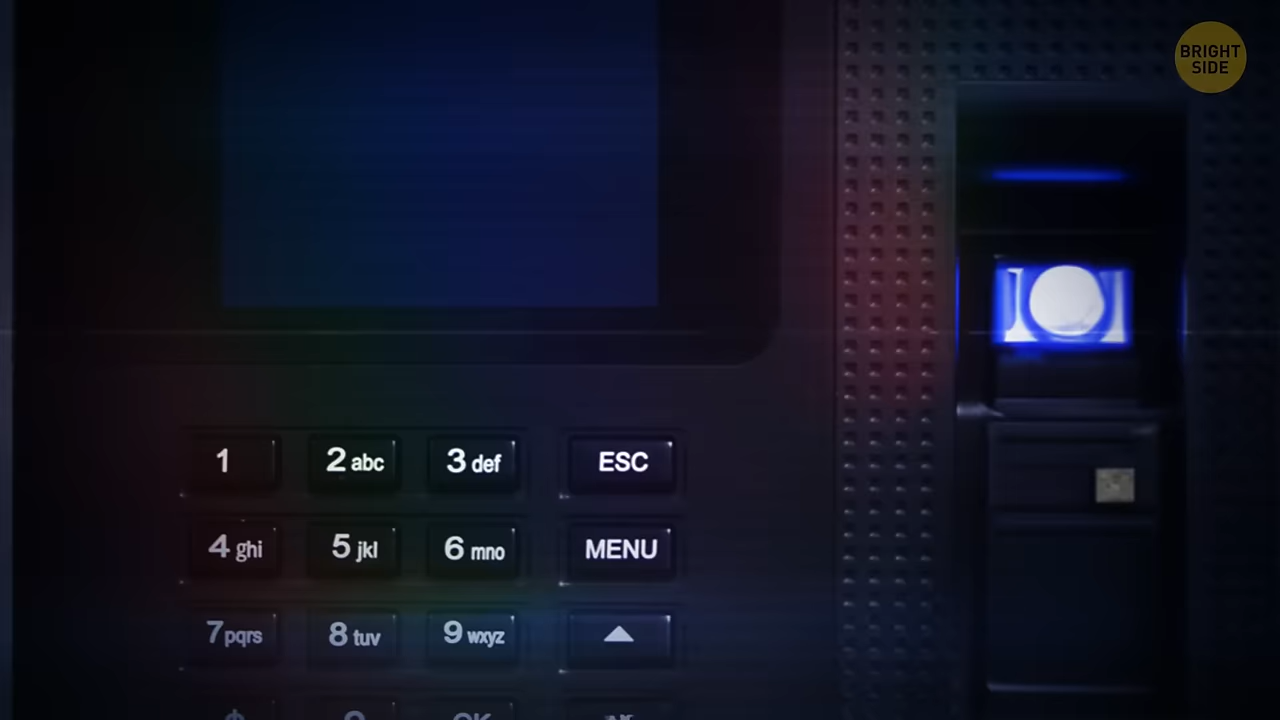 BRIGHT
SIDE
1 2 abc 3 def ESC
4 ghi 5 jkl 6 mno MENU
7 pqrs 8 tuv 9 wxyz